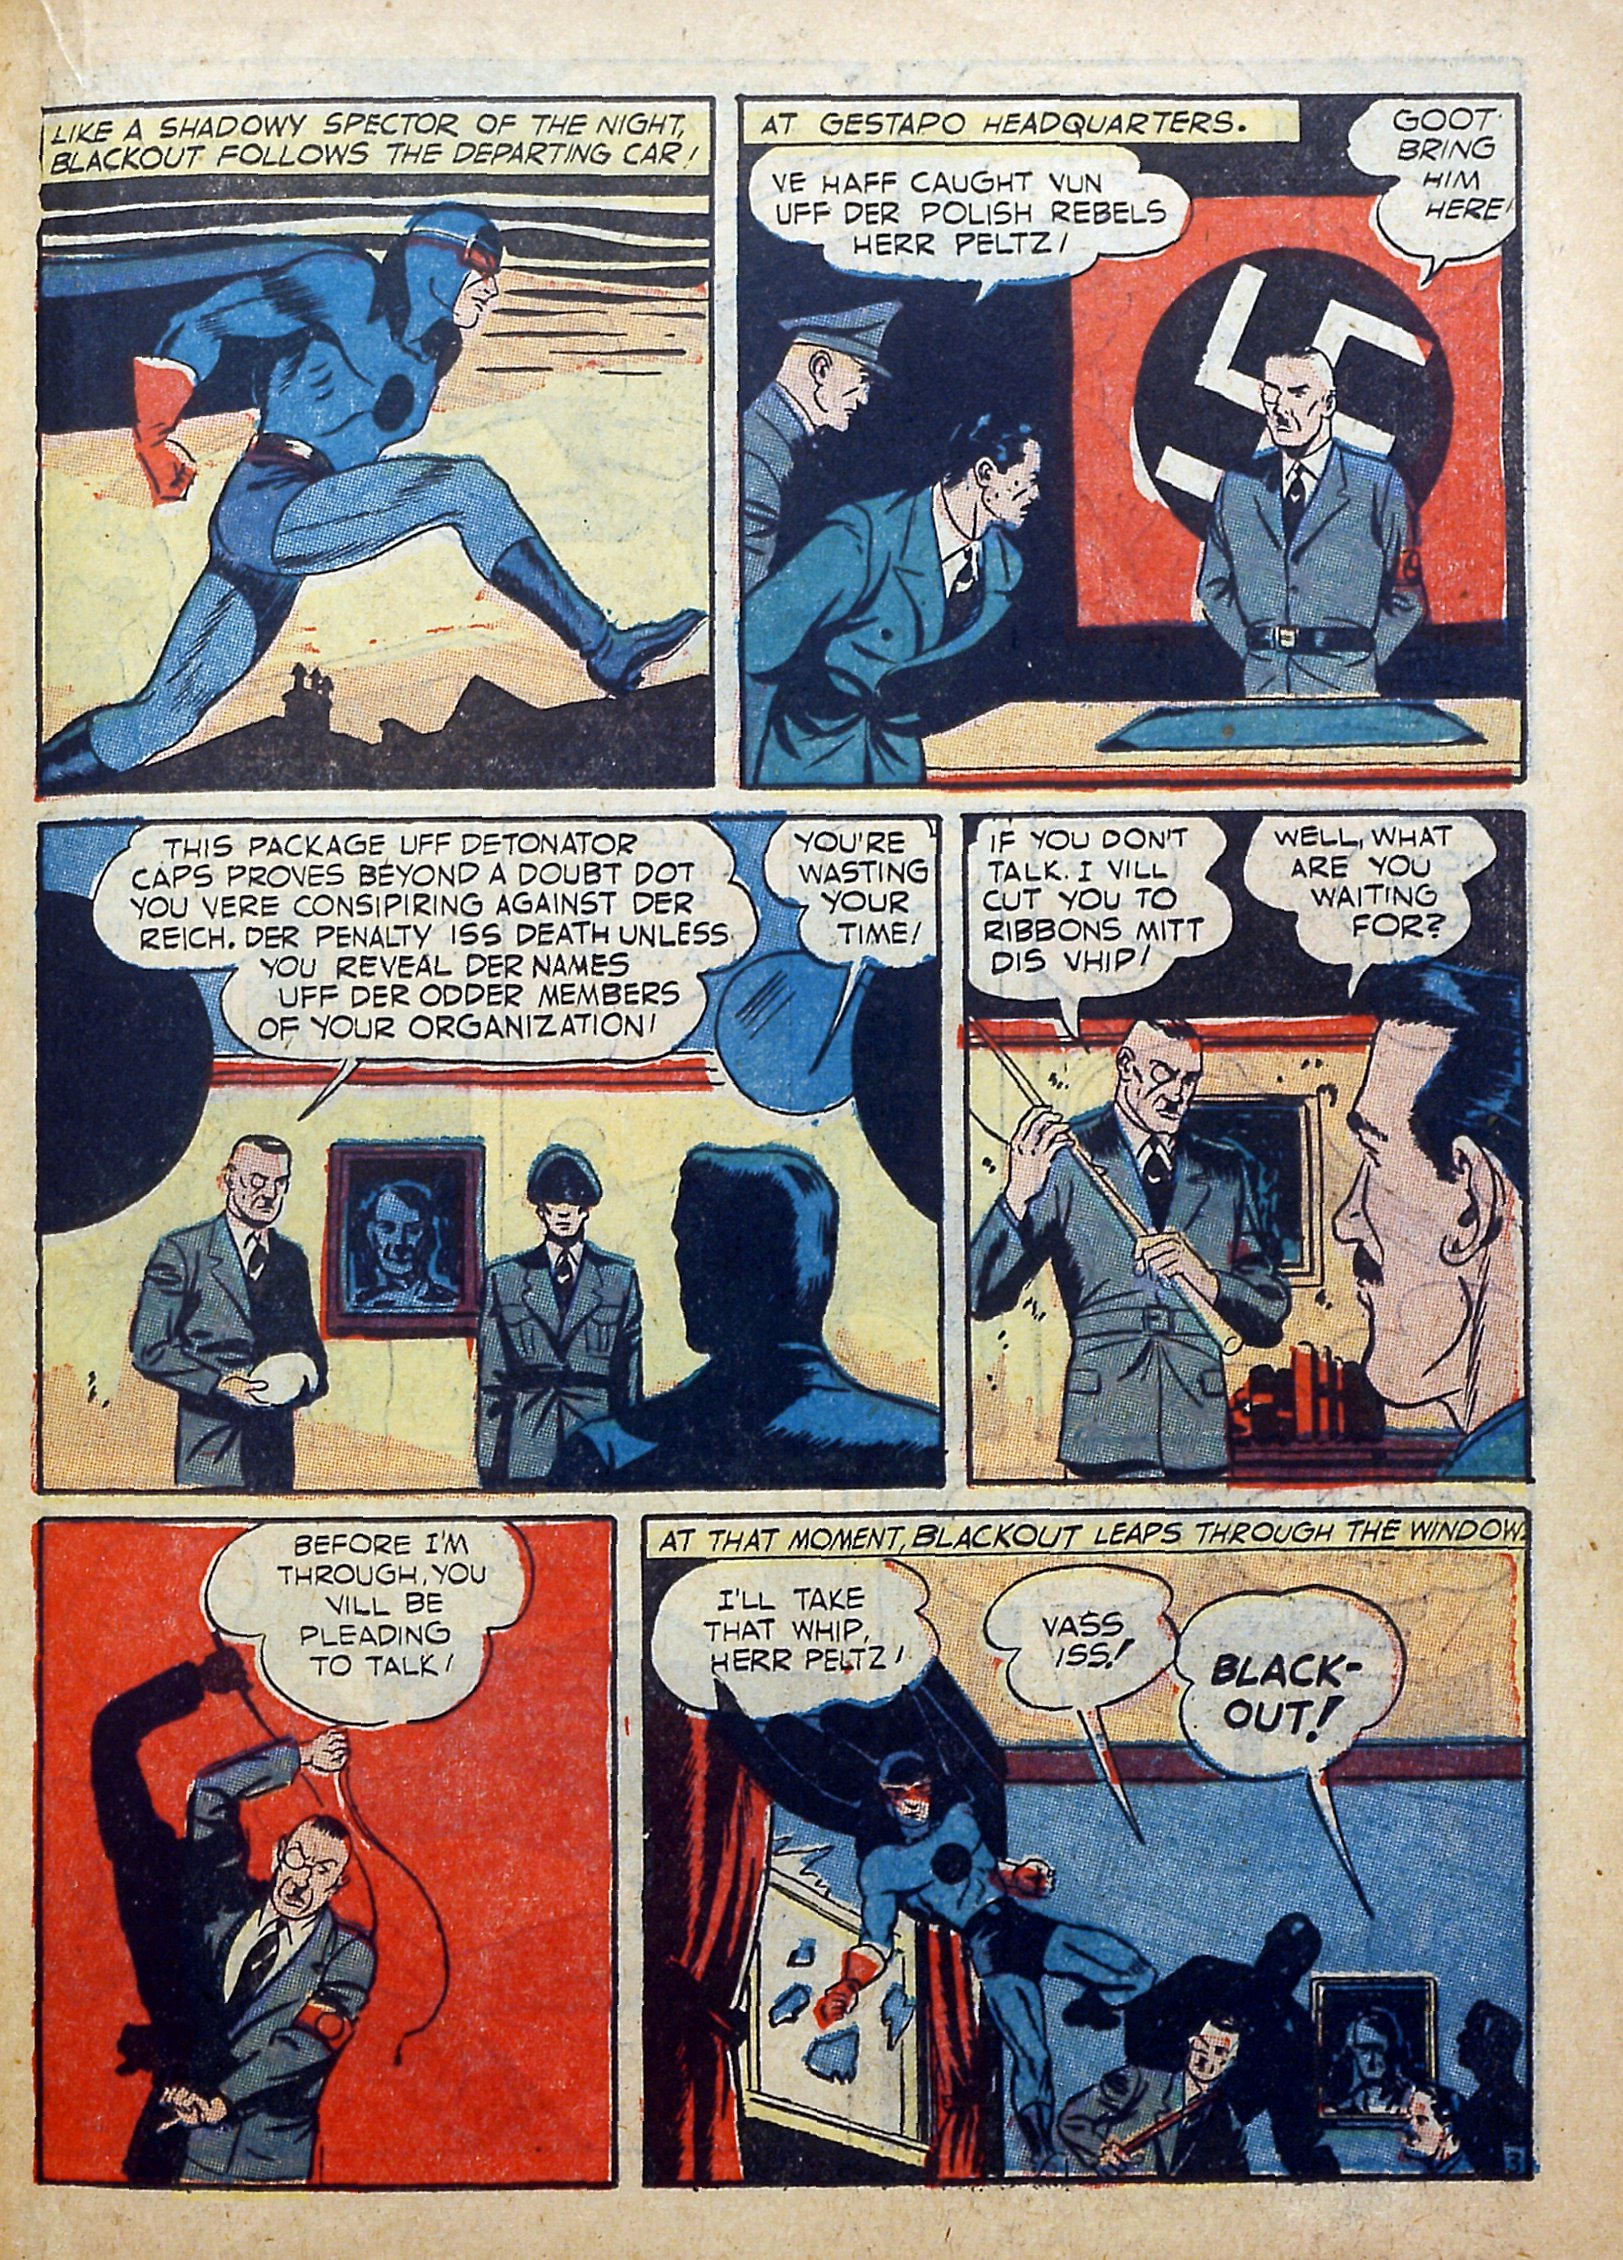 LIKE A SHADOWY SPECTOR OF THE NIGHT,
BLACKOUT FOLLOWS THE DEPARTING CAR!
AT GESTAPO HEADQUARTERS.
VE HAFF CAUGHT VUN
UFF DER POLISH REBELS
HERR PELTZ!
GOOT.
BRING
HIM
HERE!
THIS PACKAGE UFF DETONATOR
CAPS PROVES BEYOND A DOUBT DOT
YOU VERE CONSIPIRING AGAINST DER
REICH. DER PENALTY ISS DEATH UNLESS
YOU REVEAL DER NAMES
UFF DER ODDER MEMBERS
OF YOUR ORGANIZATION!
YOU'RE
WASTING
YOUR
TIME!
IF YOU DON'T
TALK. I VILL
CUT YOU TO
RIBBONS MITT
DIS VHIP!
WELL, WHAT
ARE YOU
WAITING
FOR?
BEFORE I'M
THROUGH, YOU
VILL BE
PLEADING
TO TALK!
AT THAT MOMENT, BLACKOUT LEAPS THROUGH THE WINDOW.
I'LL TAKE
THAT WHIP,
HERR PELTZ!
VASS
ISS!
BLACK-
OUT!
3